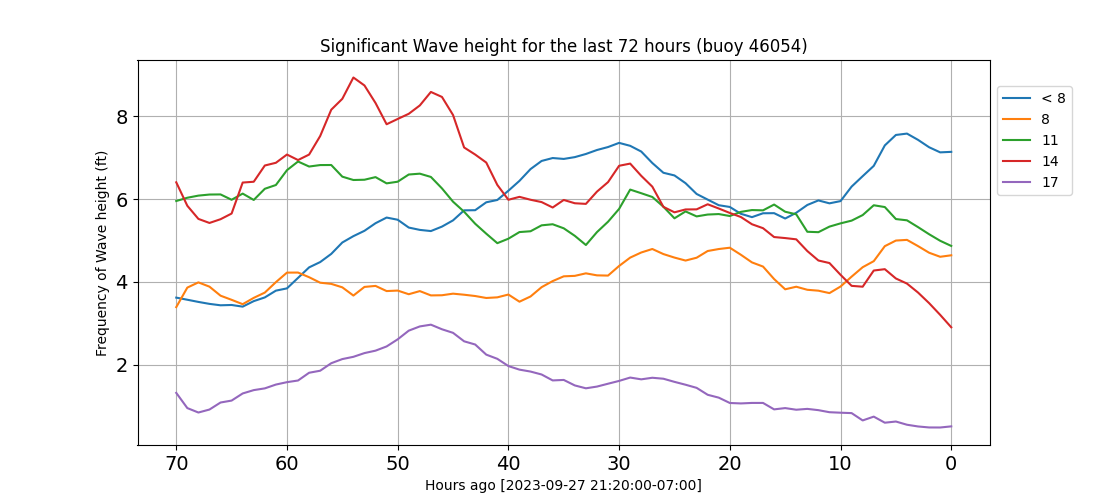 Significant Wave height for the last 72 hours (buoy 46054)
Frequency of Wave height (ft)
8
6
4
2
70 60 50 40 30 20 10 0
Hours ago [2023-09-27 21:20:00-07:00]
< 8
8
11
14
17